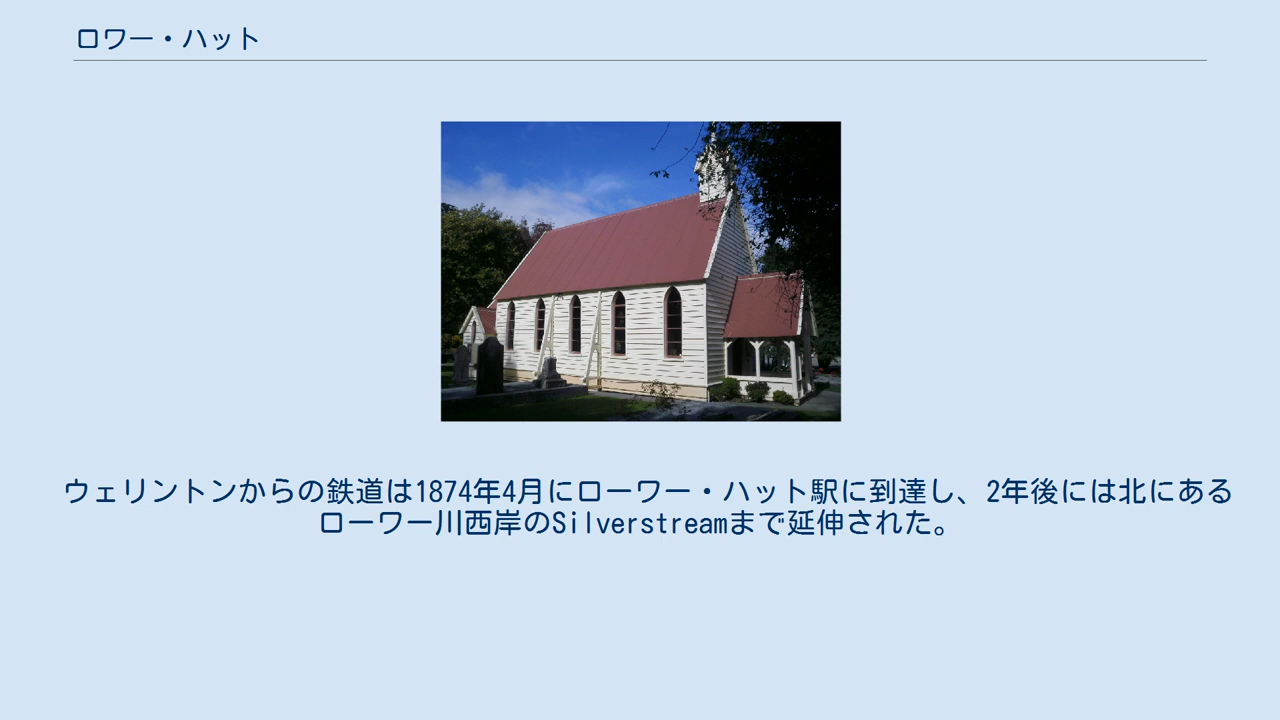 ロワー・ハット
ウェリントンからの鉄道は1874年4月にローワー・ハット駅に到達し、2年後には北にある
ローワー川西岸のSilverstreamまで延伸された。